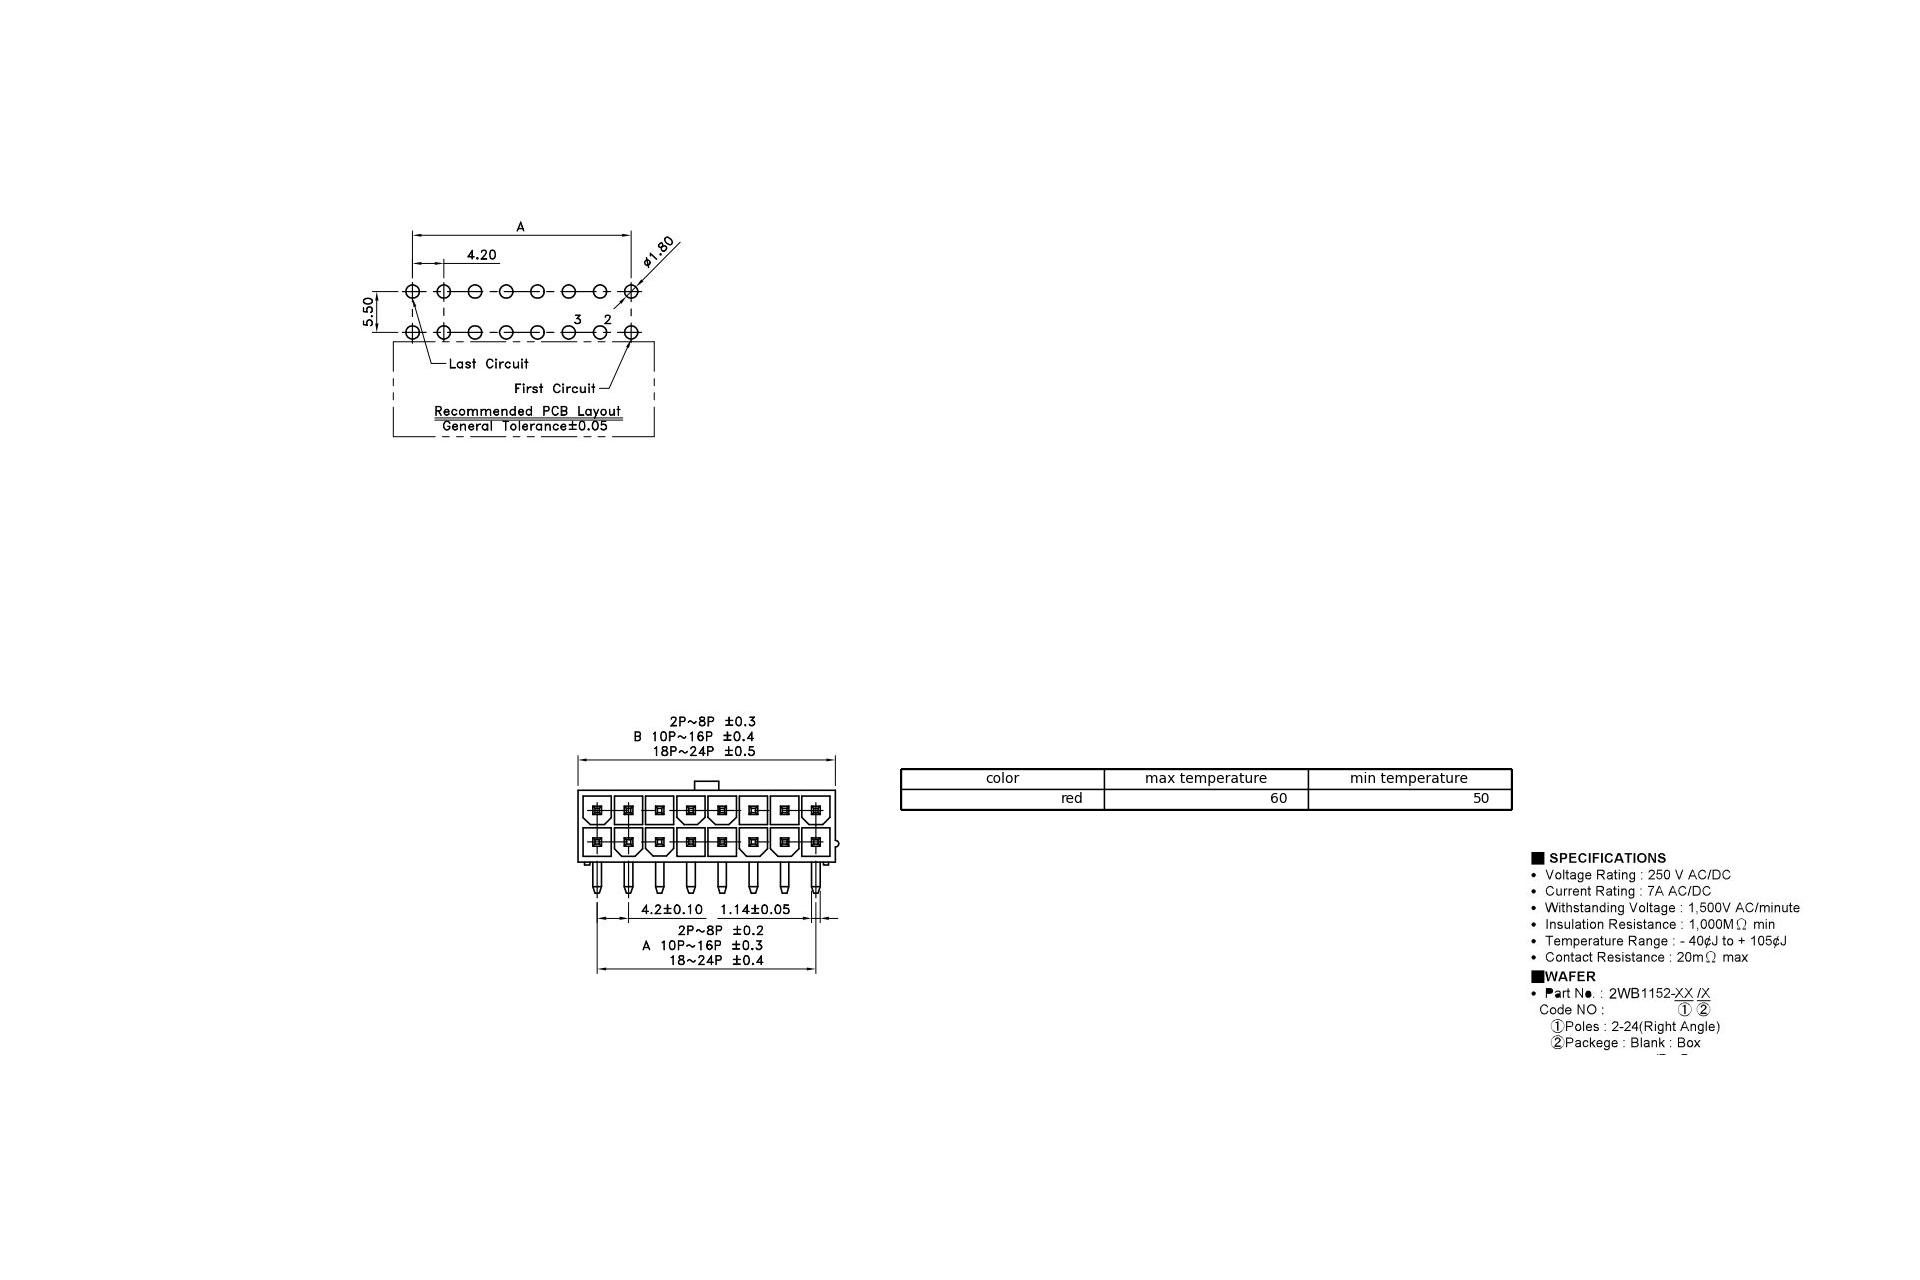 A
4.20
ø1.80
5.50
3 2
Last Circuit
First Circuit
Recommended PCB Layout
General Tolerance±0.05
2P~8P ±0.3
B 10P~16P ±0.4
18P~24P ±0.5
4.2±0.10 1.14±0.05
2P~8P ±0.2
A 10P~16P ±0.3
18~24P ±0.4
color max temperature min temperature
red 60 50
■ SPECIFICATIONS
• Voltage Rating : 250 V AC/DC
• Current Rating : 7A AC/DC
• Withstanding Voltage : 1,500V AC/minute
• Insulation Resistance : 1,000MΩ min
• Temperature Range : - 40¢J to + 105¢J
• Contact Resistance : 20mΩ max
■WAFER
• Part No. : 2WB1152-XX /X
Code NO : ① ②
①Poles : 2-24(Right Angle)
②Packege : Blank : Box